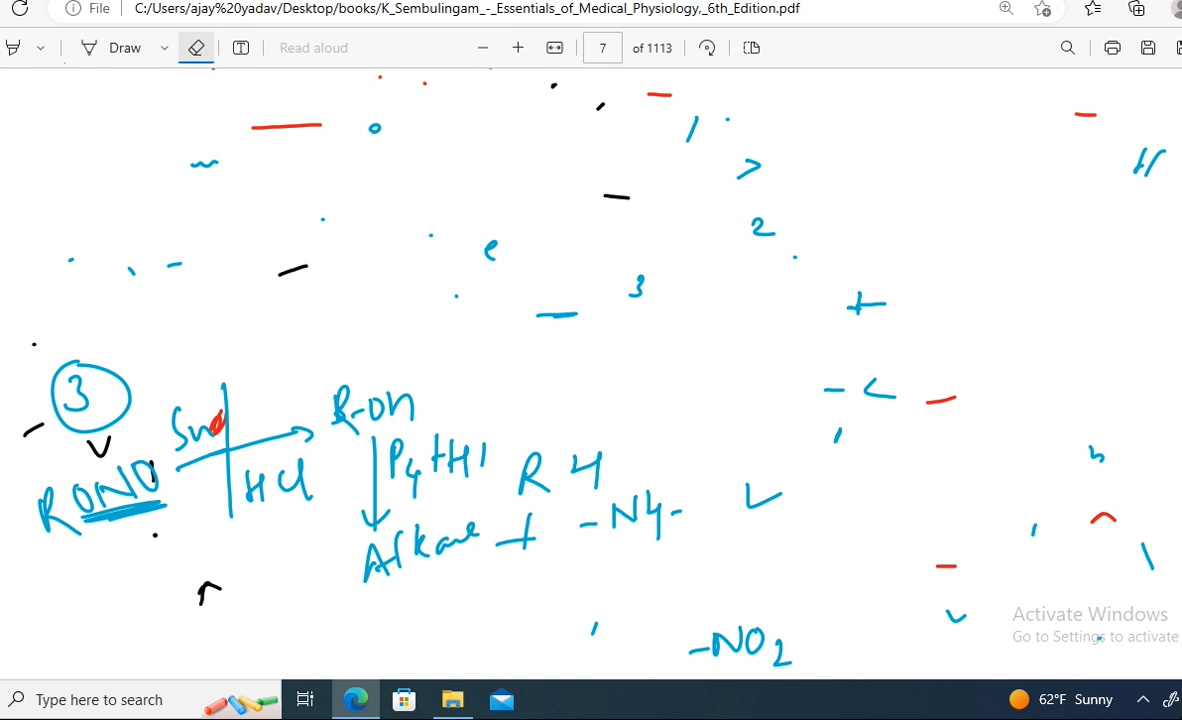 File C:/Users/ajay%20yadav/Desktop/books/K_Sembulingam_-_Essentials_of_Medical_Physiology,_6th_Edition.pdf
Draw Read aloud 7 of 1113
2
3
+
3
Sn R-OH
RONO HCl P4+HI R H
Alkane + -NH-
-NO2
Activate Windows
Go to Settings to activate
Type here to search 62°F Sunny